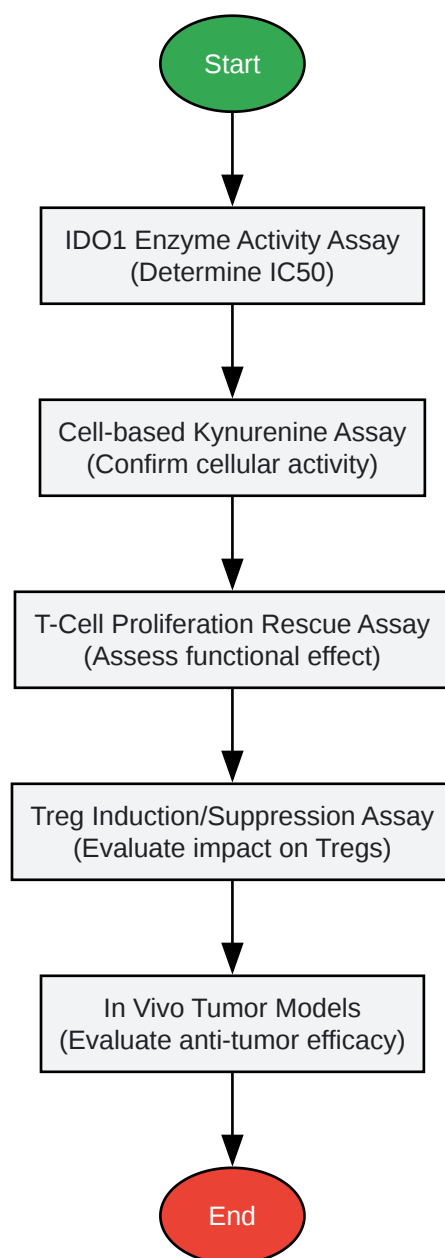 Start
IDO1 Enzyme Activity Assay
(Determine IC50)
Cell-based Kynurenine Assay
(Confirm cellular activity)
T-Cell Proliferation Rescue Assay
(Assess functional effect)
Treg Induction/Suppression Assay
(Evaluate impact on Tregs)
In Vivo Tumor Models
(Evaluate anti-tumor efficacy)
End